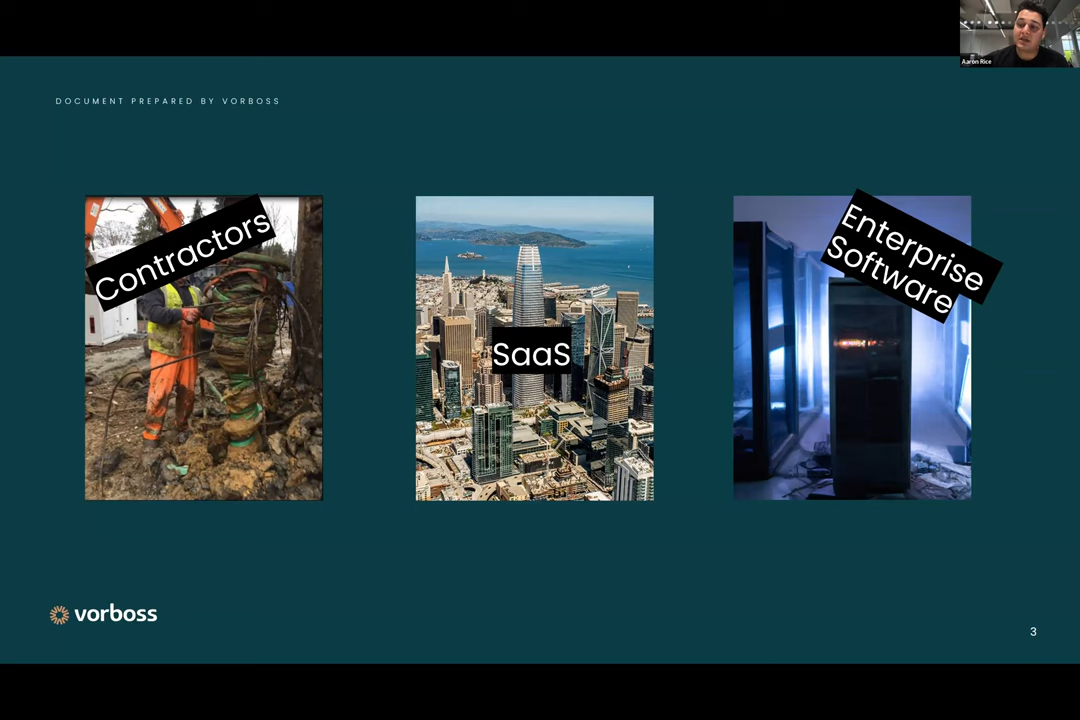 Aaron Rice
DOCUMENT PREPARED BY VORBOSS
Contractors
SaaS
Enterprise
Software
vorboss
3